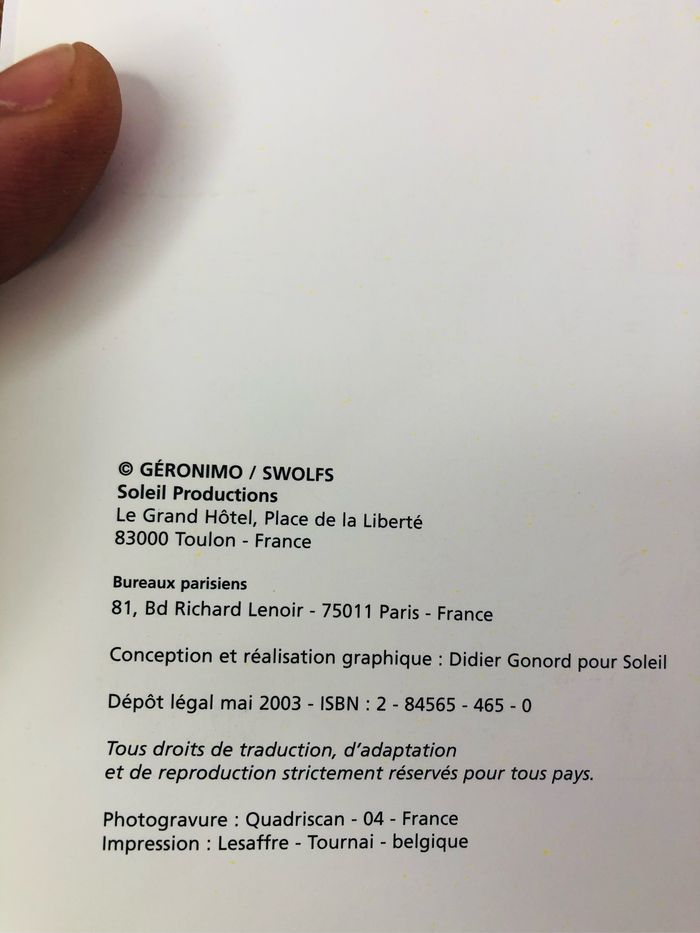 © GÉRONIMO / SWOLFS
Soleil Productions
Le Grand Hôtel, Place de la Liberté
83000 Toulon - France
Bureaux parisiens
81, Bd Richard Lenoir - 75011 Paris - France
Conception et réalisation graphique : Didier Gonord pour Soleil
Dépôt légal mai 2003 - ISBN : 2 - 84565 - 465 - 0
Tous droits de traduction, d'adaptation
et de reproduction strictement réservés pour tous pays.
Photogravure : Quadriscan - 04 - France
Impression : Lesaffre - Tournai - belgique